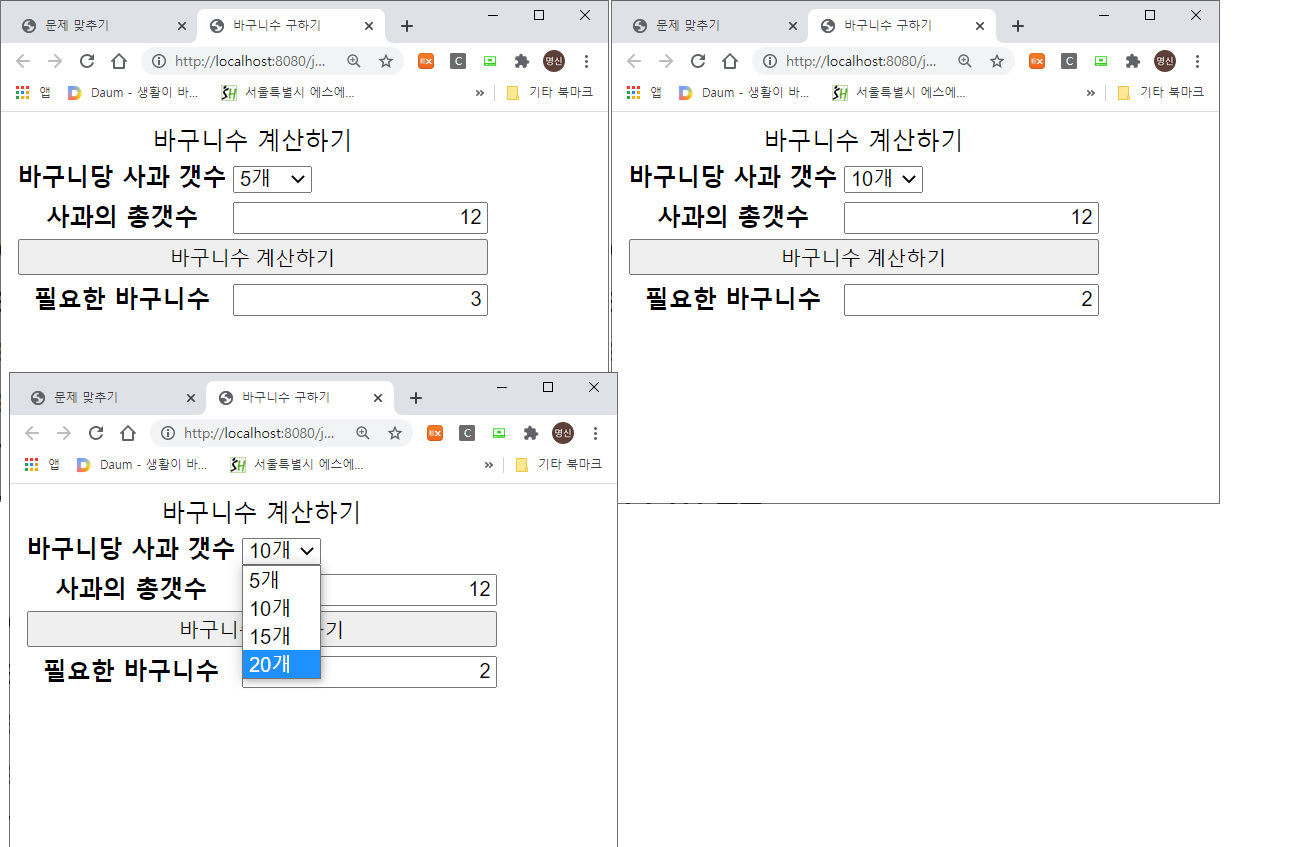 문제 맞추기
바구니수 구하기
http://localhost:8080/j...
앱
Daum - 생활이 바...
SH 서울특별시 에스에...
»
기타 북마크
바구니수 계산하기
바구니당 사과 갯수 5개
사과의 총갯수 12
바구니수 계산하기
필요한 바구니수 3
문제 맞추기
바구니수 구하기
http://localhost:8080/j...
앱
Daum - 생활이 바...
SH 서울특별시 에스에...
»
기타 북마크
바구니수 계산하기
바구니당 사과 갯수 10개
사과의 총갯수 12
바구니수 계산하기
필요한 바구니수 2
문제 맞추기
바구니수 구하기
http://localhost:8080/j...
EX
C
명신
앱
Daum - 생활이 바...
SH 서울특별시 에스에...
»
기타 북마크
바구니수 계산하기
바구니당 사과 갯수 10개
5개
10개
15개
20개
사과의 총갯수 12
바구니 기
필요한 바구니수 2